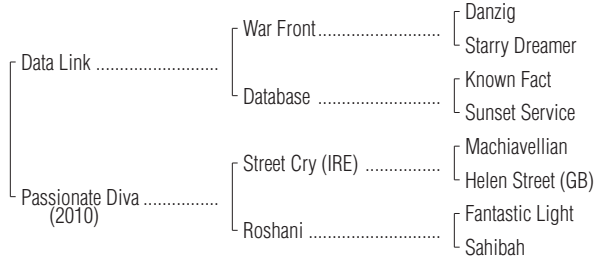 Danzig
War Front..........................
Starry Dreamer
Data Link ..........................
Known Fact
Database ..........................
Sunset Service
Machiavellian
Street Cry (IRE) ................
Helen Street (GB)
Passionate Diva ................
(2010)
Fantastic Light
Roshani ............................
Sahibah